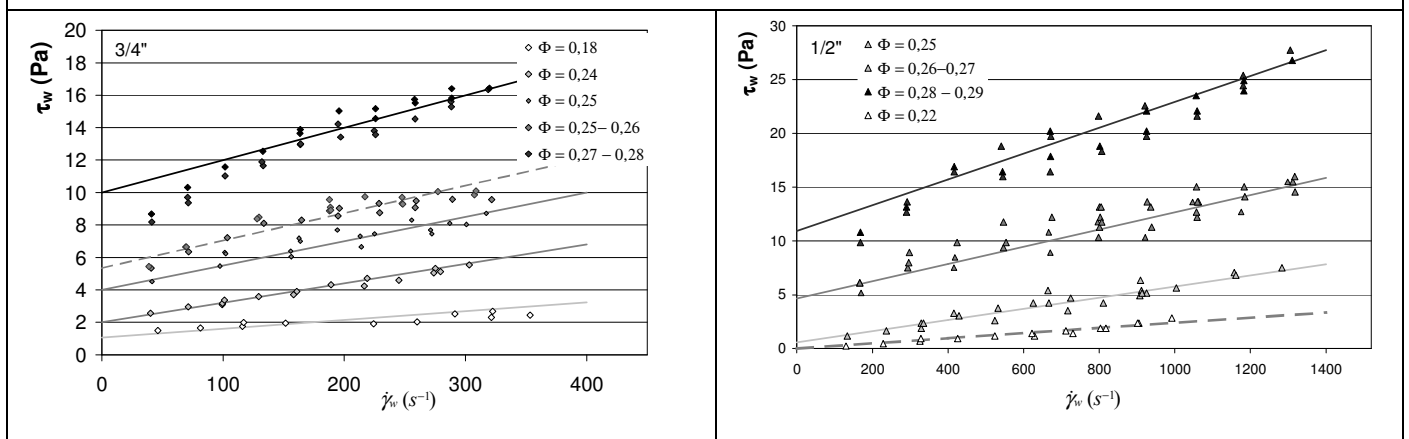 3/4"
τw (Pa)
20
18
16
14
12
10
8
6
4
2
0
0 100 200 300 400
γ̇w (s⁻¹)
Φ = 0,18
Φ = 0,24
Φ = 0,25
Φ = 0,25– 0,26
Φ = 0,27 – 0,28
1/2"
τw (Pa)
30
25
20
15
10
5
0
0 200 400 600 800 1000 1200 1400
γ̇w (s⁻¹)
Φ = 0,25
Φ = 0,26–0,27
Φ = 0,28 – 0,29
Φ = 0,22